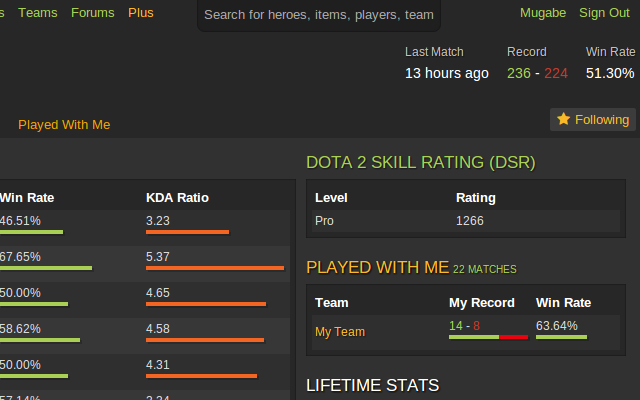 s Teams Forums Plus Search for heroes, items, players, team Mugabe Sign Out
Last Match Record Win Rate
13 hours ago 236 - 224 51.30%
Played With Me Following
DOTA 2 SKILL RATING (DSR)
Level Rating
Pro 1266
PLAYED WITH ME 22 MATCHES
Team My Record Win Rate
My Team 14 - 8 63.64%
LIFETIME STATS
Win Rate KDA Ratio
46.51% 3.23
67.65% 5.37
50.00% 4.65
58.62% 4.58
50.00% 4.31
57.14%